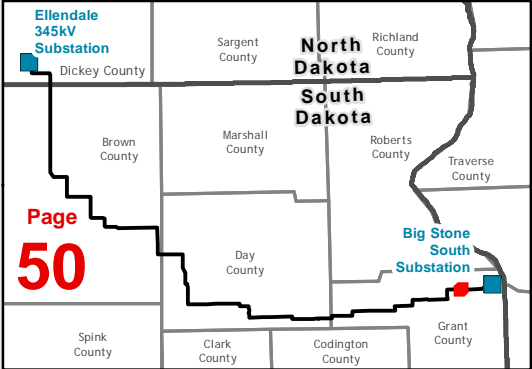 Ellendale
345kV
Substation
Dickey County
Sargent
County
North
Dakota
Richland
County
South
Dakota
Brown
County
Marshall
County
Roberts
County
Traverse
County
Page
50
Day
County
Big Stone
South
Substation
Spink
County
Clark
County
Codington
County
Grant
County